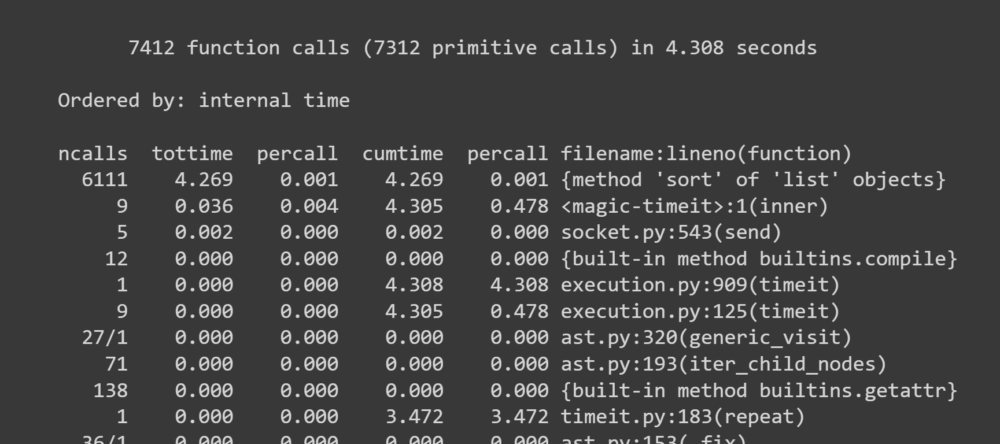 7412 function calls (7312 primitive calls) in 4.308 seconds
Ordered by: internal time
ncalls  tottime  percall  cumtime  percall filename:lineno(function)
6111    4.269    0.001    4.269    0.001 {method 'sort' of 'list' objects}
9    0.036    0.004    4.305    0.478 <magic-timeit>:1(inner)
5    0.002    0.000    0.002    0.000 socket.py:543(send)
12    0.000    0.000    0.000    0.000 {built-in method builtins.compile}
1    0.000    0.000    4.308    4.308 execution.py:909(timeit)
9    0.000    0.000    4.305    0.478 execution.py:125(timeit)
27/1    0.000    0.000    0.000    0.000 ast.py:320(generic_visit)
71    0.000    0.000    0.000    0.000 ast.py:193(iter_child_nodes)
138    0.000    0.000    0.000    0.000 {built-in method builtins.getattr}
1    0.000    0.000    3.472    3.472 timeit.py:183(repeat)
36/1    0.000    0.000    0.000    0.000 ast.py:153(_fix)